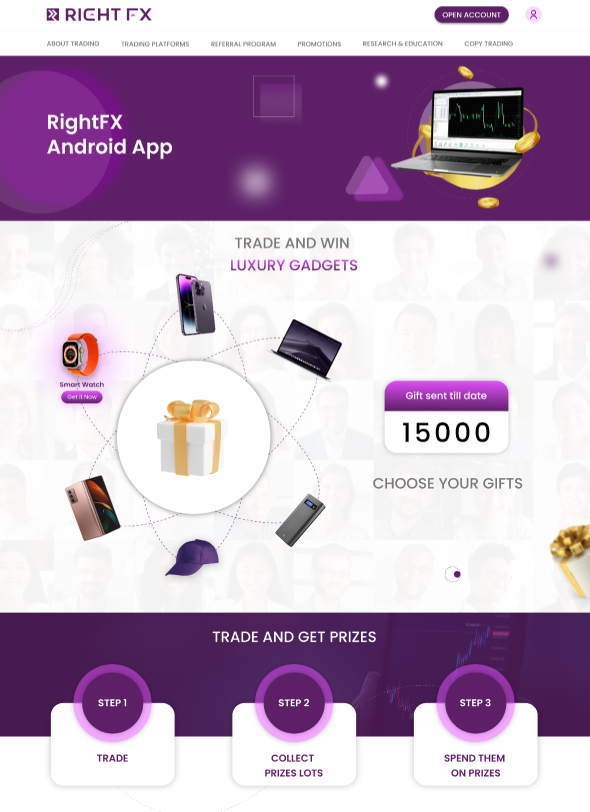 RIGHT FX
OPEN ACCOUNT
ABOUT TRADING
TRADING PLATFORMS
REFERRAL PROGRAM
PROMOTIONS
RESEARCH & EDUCATION
COPY TRADING
RightFX
Android App
TRADE AND WIN
LUXURY GADGETS
Smart Watch
Get it Now
Gift sent till date
15000
CHOOSE YOUR GIFTS
TRADE AND GET PRIZES
STEP 1
TRADE
STEP 2
COLLECT
PRIZES LOTS
STEP 3
SPEND THEM
ON PRIZES